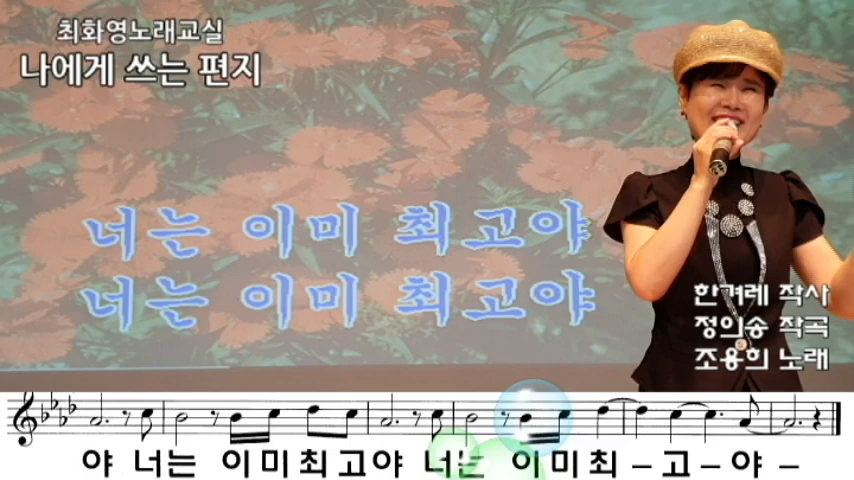 최화영노래교실
나에게 쓰는 편지
너는 이미 최고야
너는 이미 최고야
한겨레 작사
정의송 작곡
조용희 노래
야 너는 이미최고야 너는 이미최-고-야-